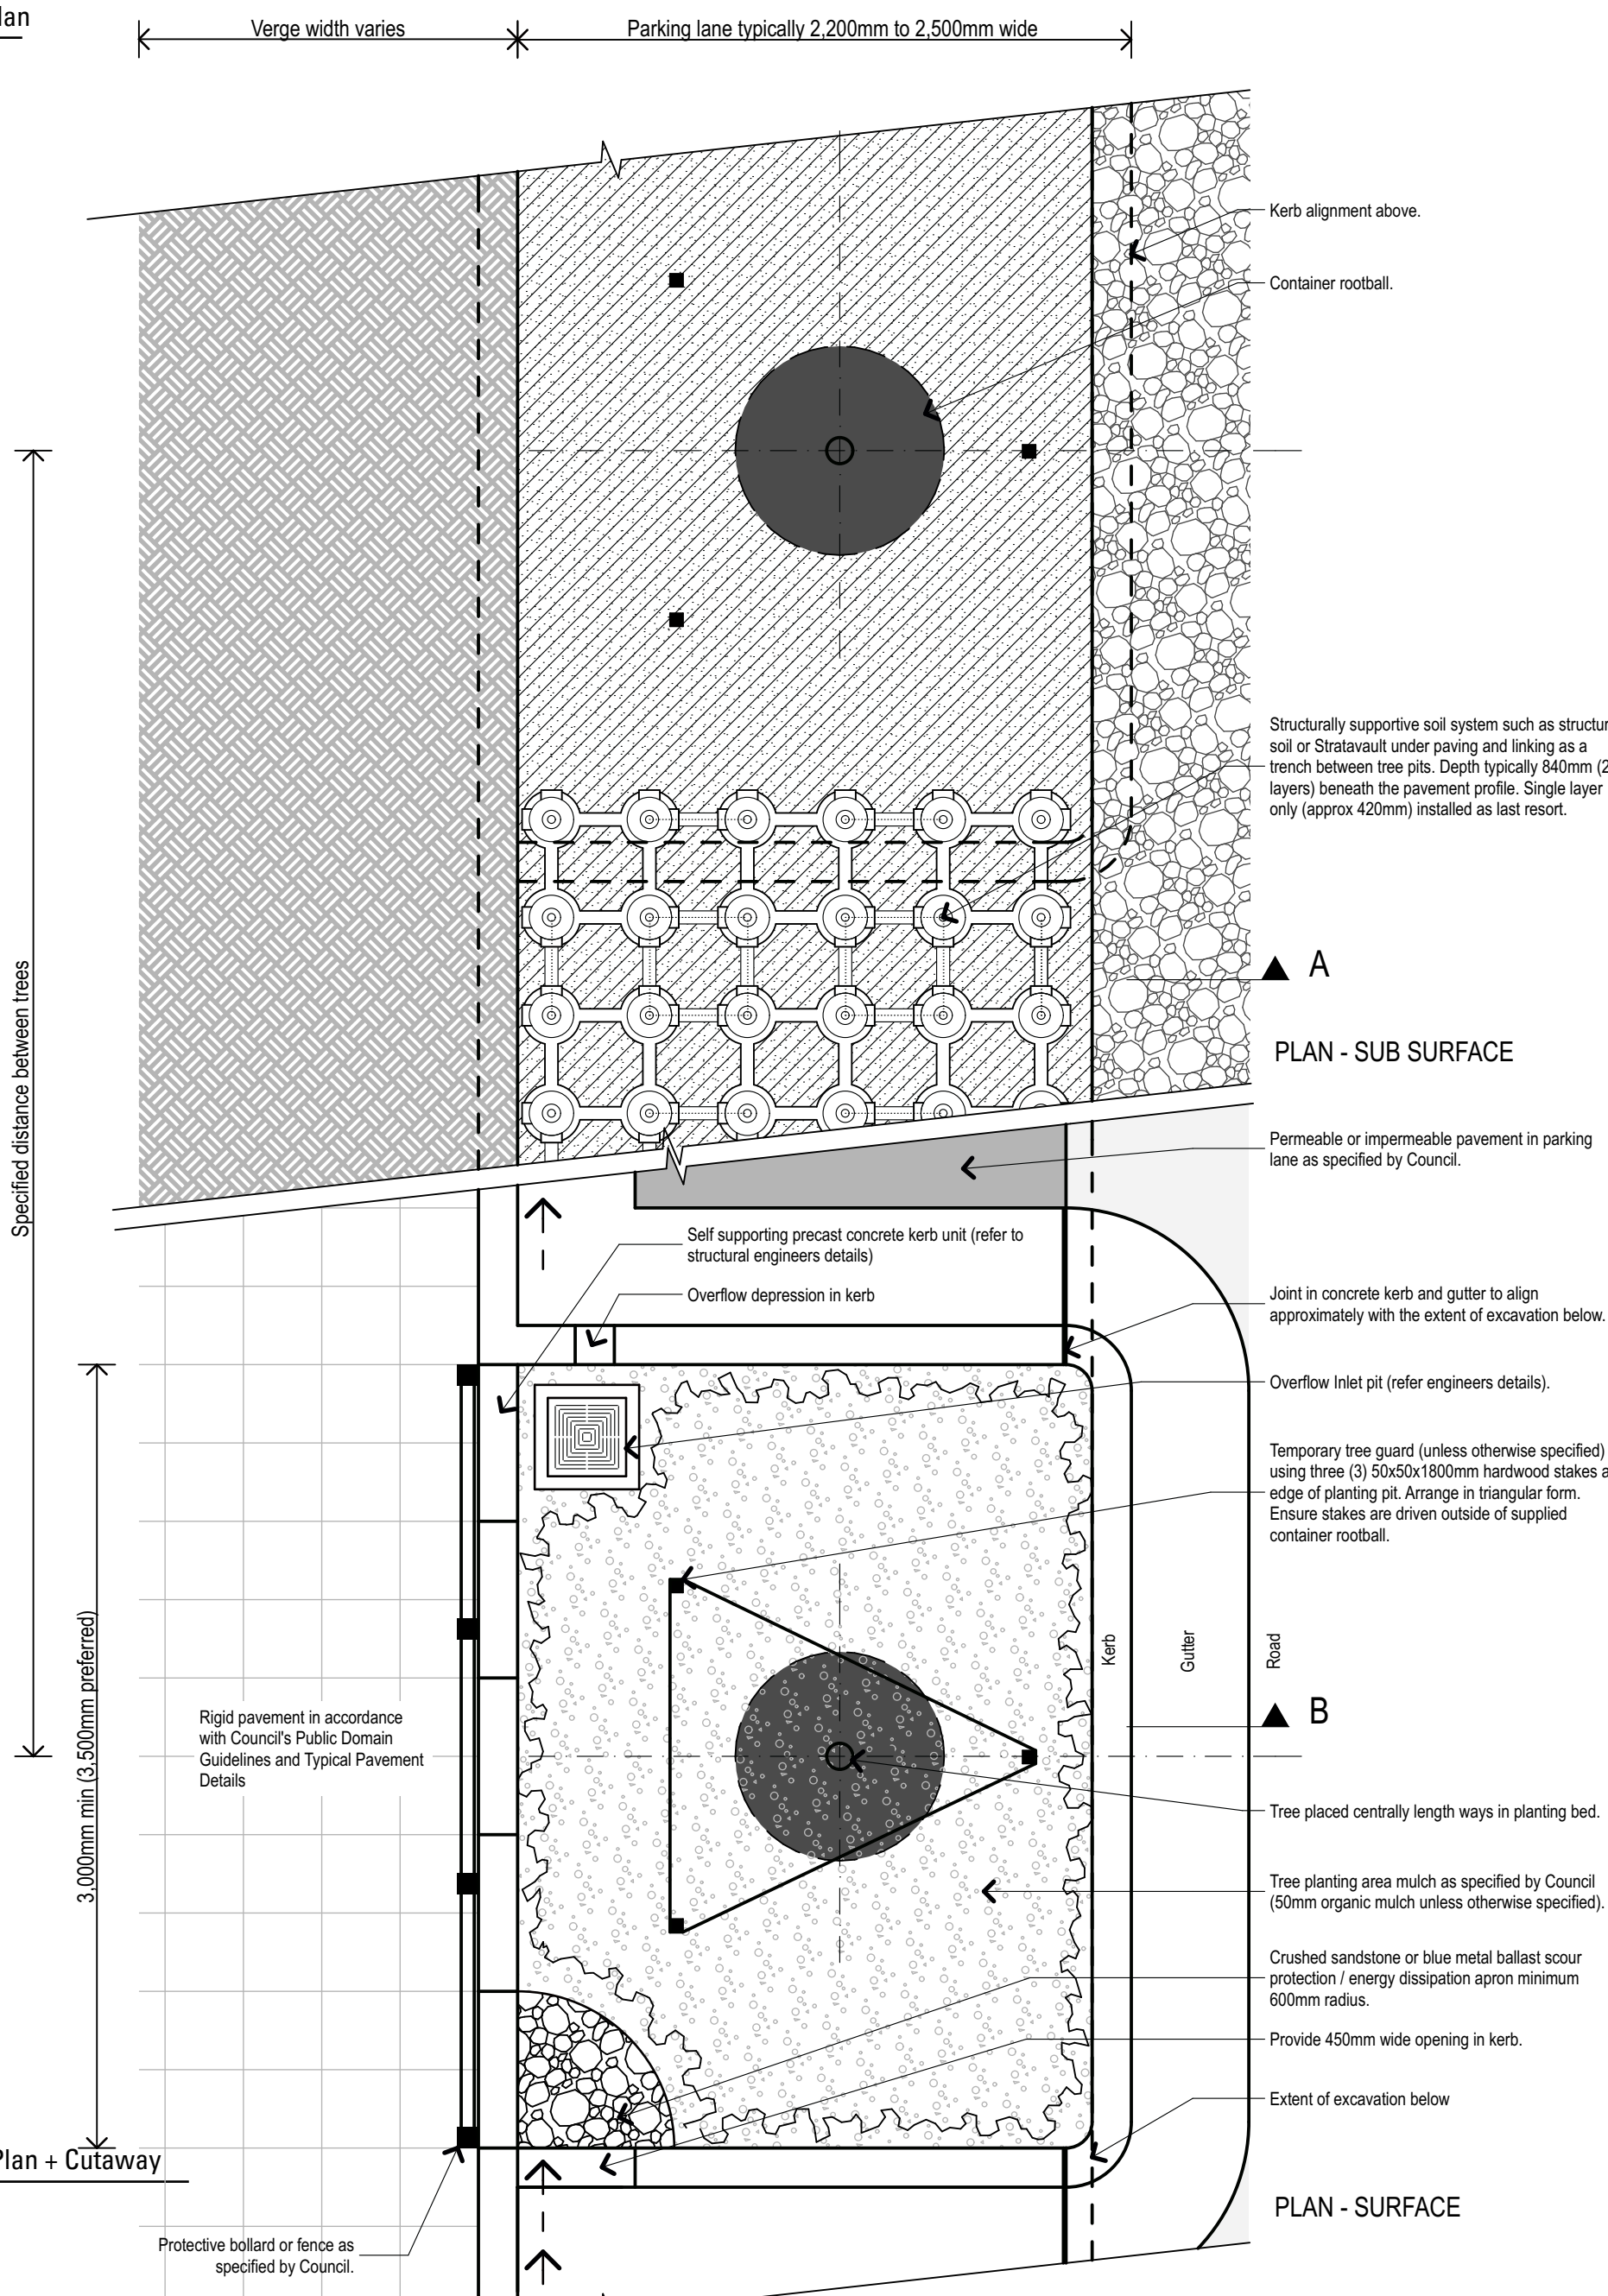 Verge width varies
Parking lane typically 2,200mm to 2,500mm wide
Kerb alignment above.
Container rootball.
Structurally supportive soil system such as
soil or Stratavault under paving and linking as a
trench between tree pits. Depth typically 840mm (2
layers) beneath the pavement profile. Single layer
only (approx 420mm) installed as last resort.
Specified distance between trees
A
PLAN - SUB SURFACE
Permeable or impermeable pavement in parking
lane as specified by Council.
Self supporting precast concrete kerb unit (refer to
structural engineers details)
Overflow depression in kerb
Joint in concrete kerb and gutter to align
approximately with the extent of excavation below.
Overflow Inlet pit (refer engineers details).
Temporary tree guard (unless otherwise specified)
using three (3) 50x50x1800mm hardwood stakes
edge of planting pit. Arrange in triangular form.
Ensure stakes are driven outside of supplied
container rootball.
3,000mm min (3,500mm preferred)
Kerb
Gutter
Road
B
Rigid pavement in accordance
with Council's Public Domain
Guidelines and Typical Pavement
Details
Tree placed centrally length ways in planting bed.
Tree planting area mulch as specified by Council
(50mm organic mulch unless otherwise specified).
Crushed sandstone or blue metal ballast scour
protection / energy dissipation apron minimum
600mm radius.
Provide 450mm wide opening in kerb.
Extent of excavation below
Plan + Cutaway
PLAN - SURFACE
Protective bollard or fence as
specified by Council.